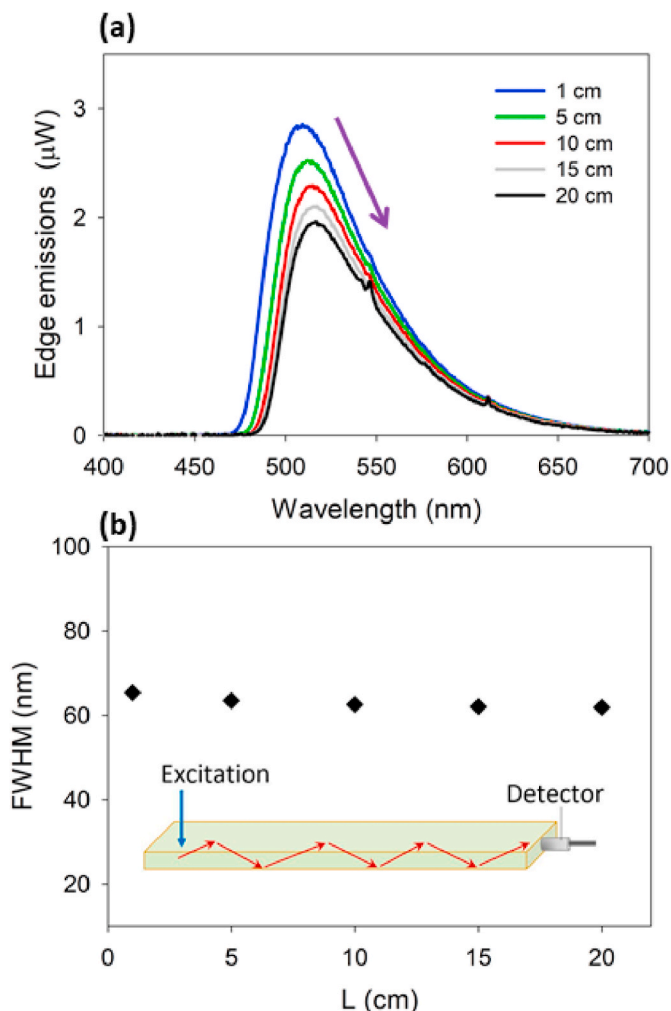 (a)
Edge emissions (μW)
3
2
1
0
1 cm
5 cm
10 cm
15 cm
20 cm
400 450 500 550 600 650 700
Wavelength (nm)
(b)
FWHM (nm)
100
80
60
40
20
Excitation
Detector
0 5 10 15 20
L (cm)